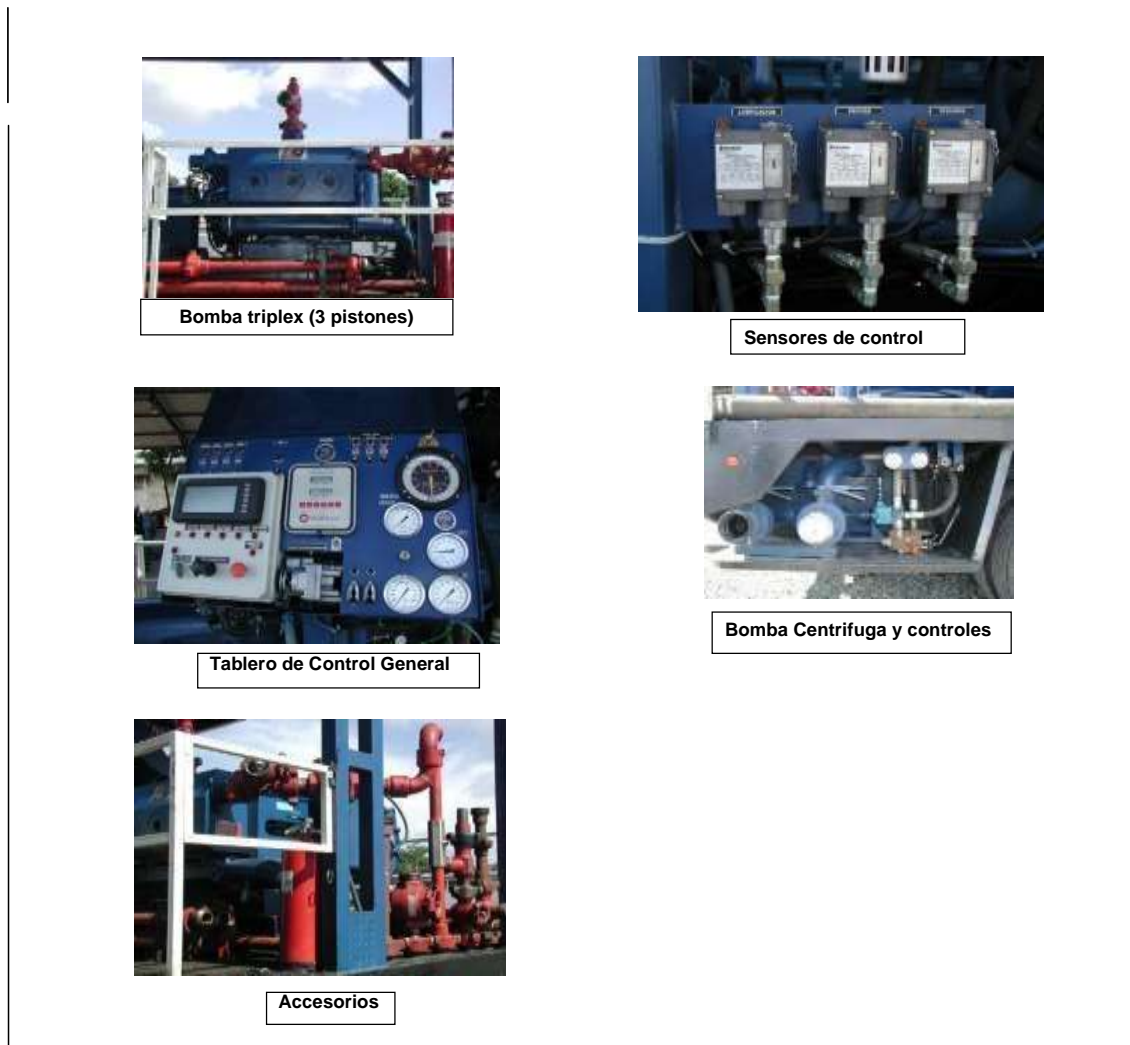 Bomba triplex (3 pistones)
Sensores de control
Tablero de Control General
Bomba Centrifuga y controles
Accesorios